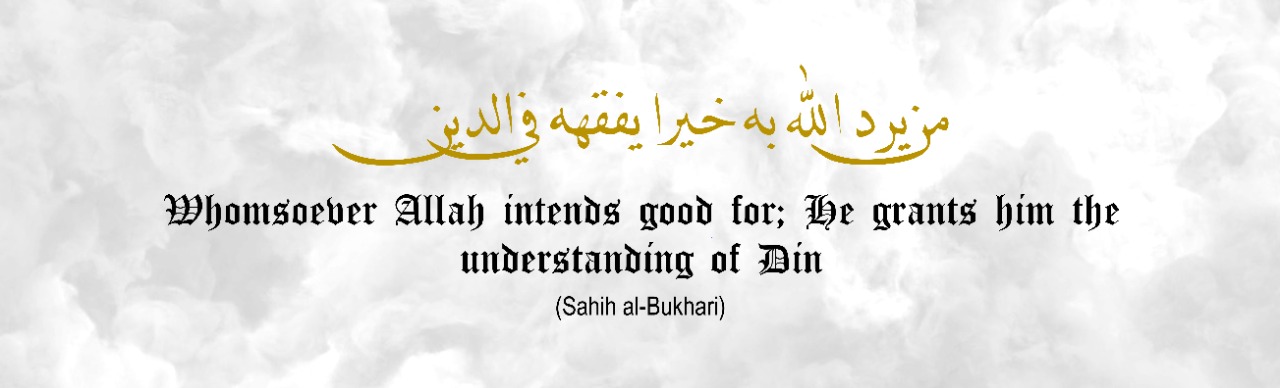 من يرد الله به خيرا يفقهه في الدين
Whomsoever Allah intends good for; He grants him the
understanding of Din
(Sahih al-Bukhari)